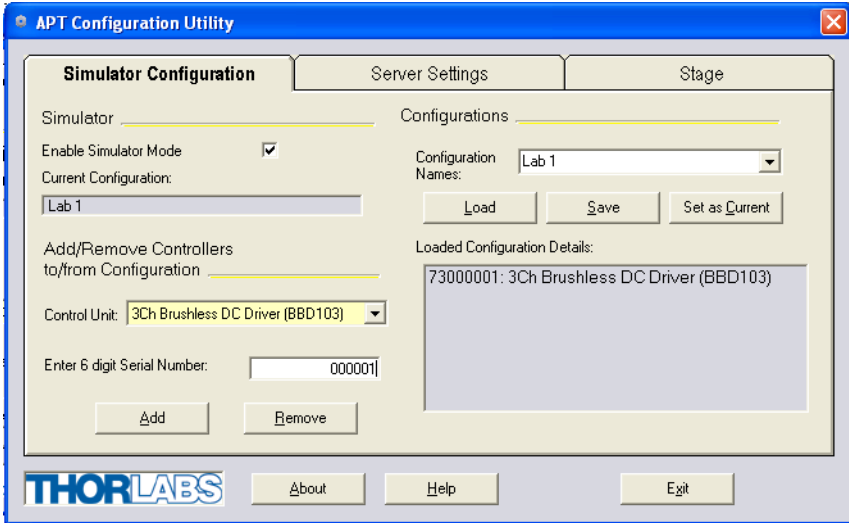 APT Configuration Utility
Simulator Configuration
Server Settings
Stage
Simulator
Enable Simulator Mode
Current Configuration:
Lab 1
Add/Remove Controllers
to/from Configuration
Control Unit: 3Ch Brushless DC Driver (BBD103)
Enter 6 digit Serial Number: 000001
Add
Remove
Configurations
Configuration
Names:
Lab 1
Load
Save
Set as Current
Loaded Configuration Details:
73000001: 3Ch Brushless DC Driver (BBD103)
THORLABS
About
Help
Exit